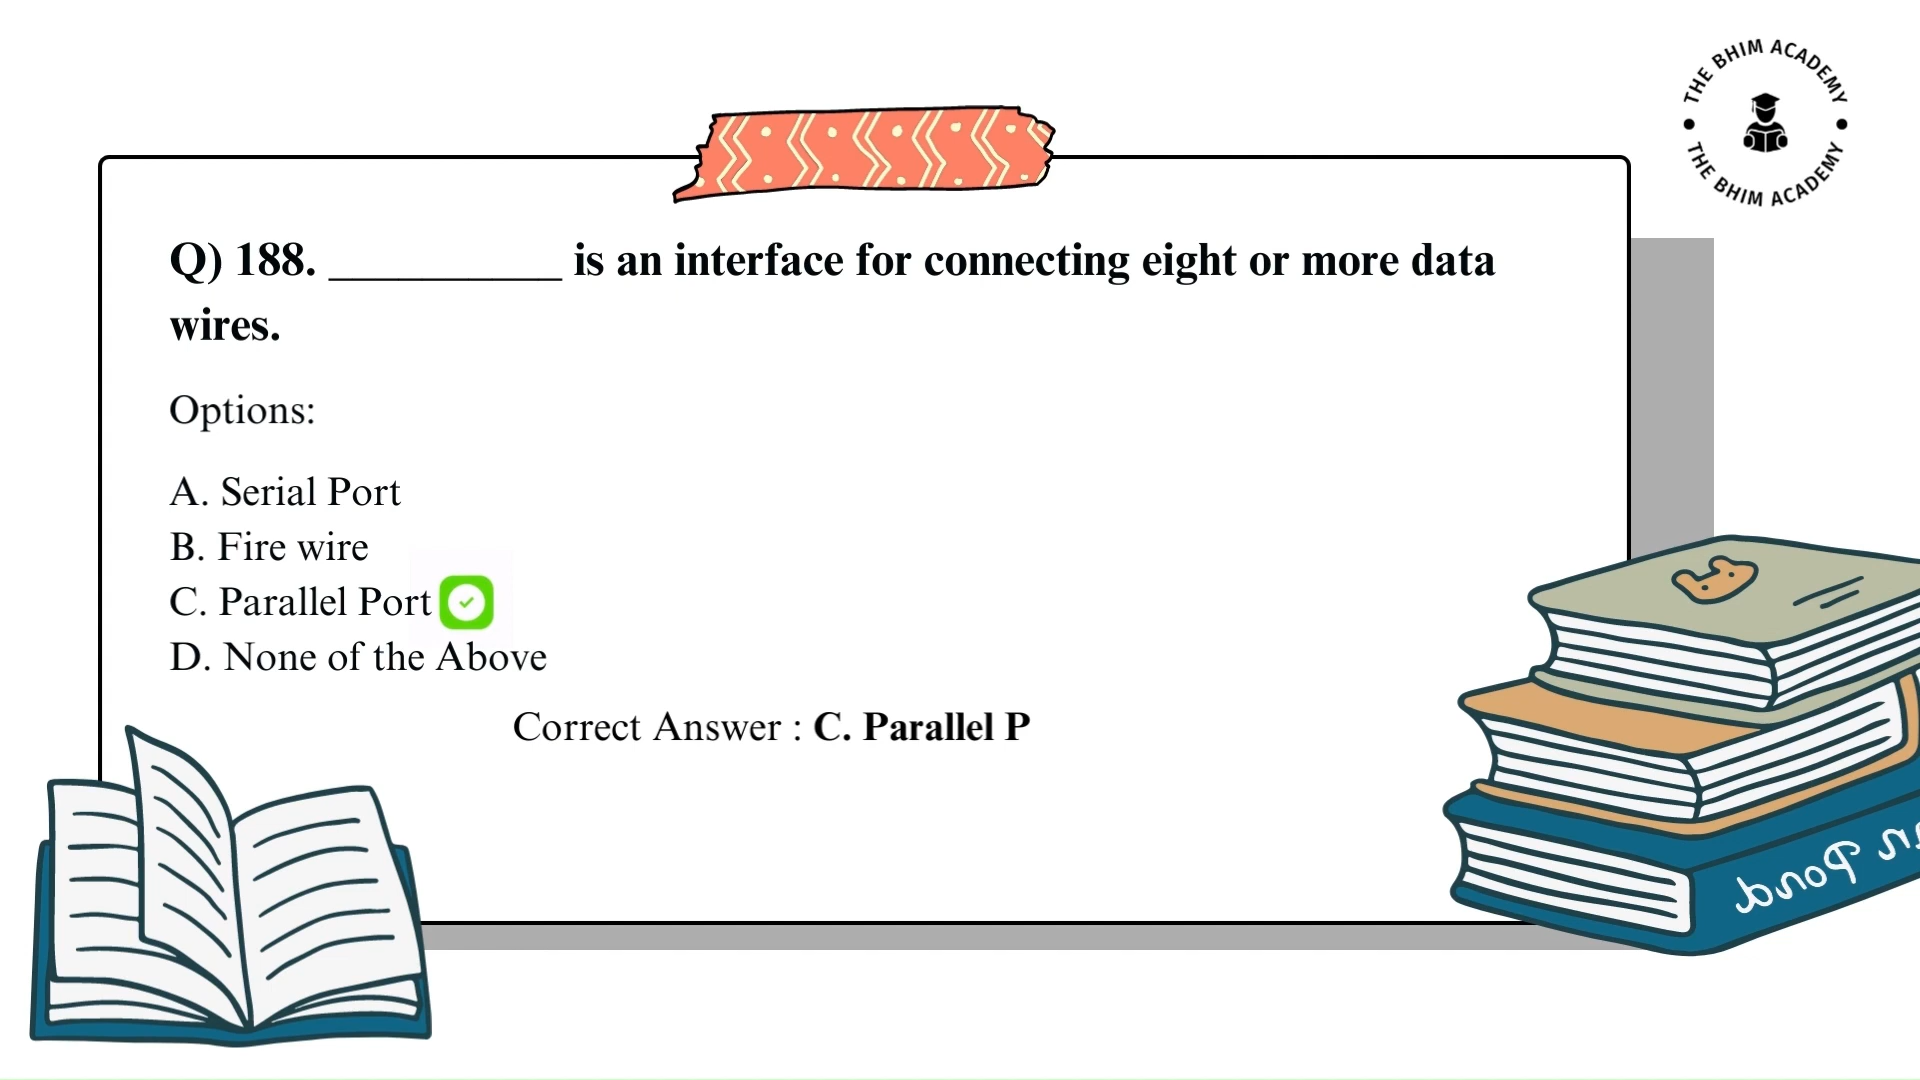 THE BHIM ACADEMY
THE BHIM ACADEMY
Q) 188. __________ is an interface for connecting eight or more data
wires.
Options:
A. Serial Port
B. Fire wire
C. Parallel Port
D. None of the Above
Correct Answer : C. Parallel P